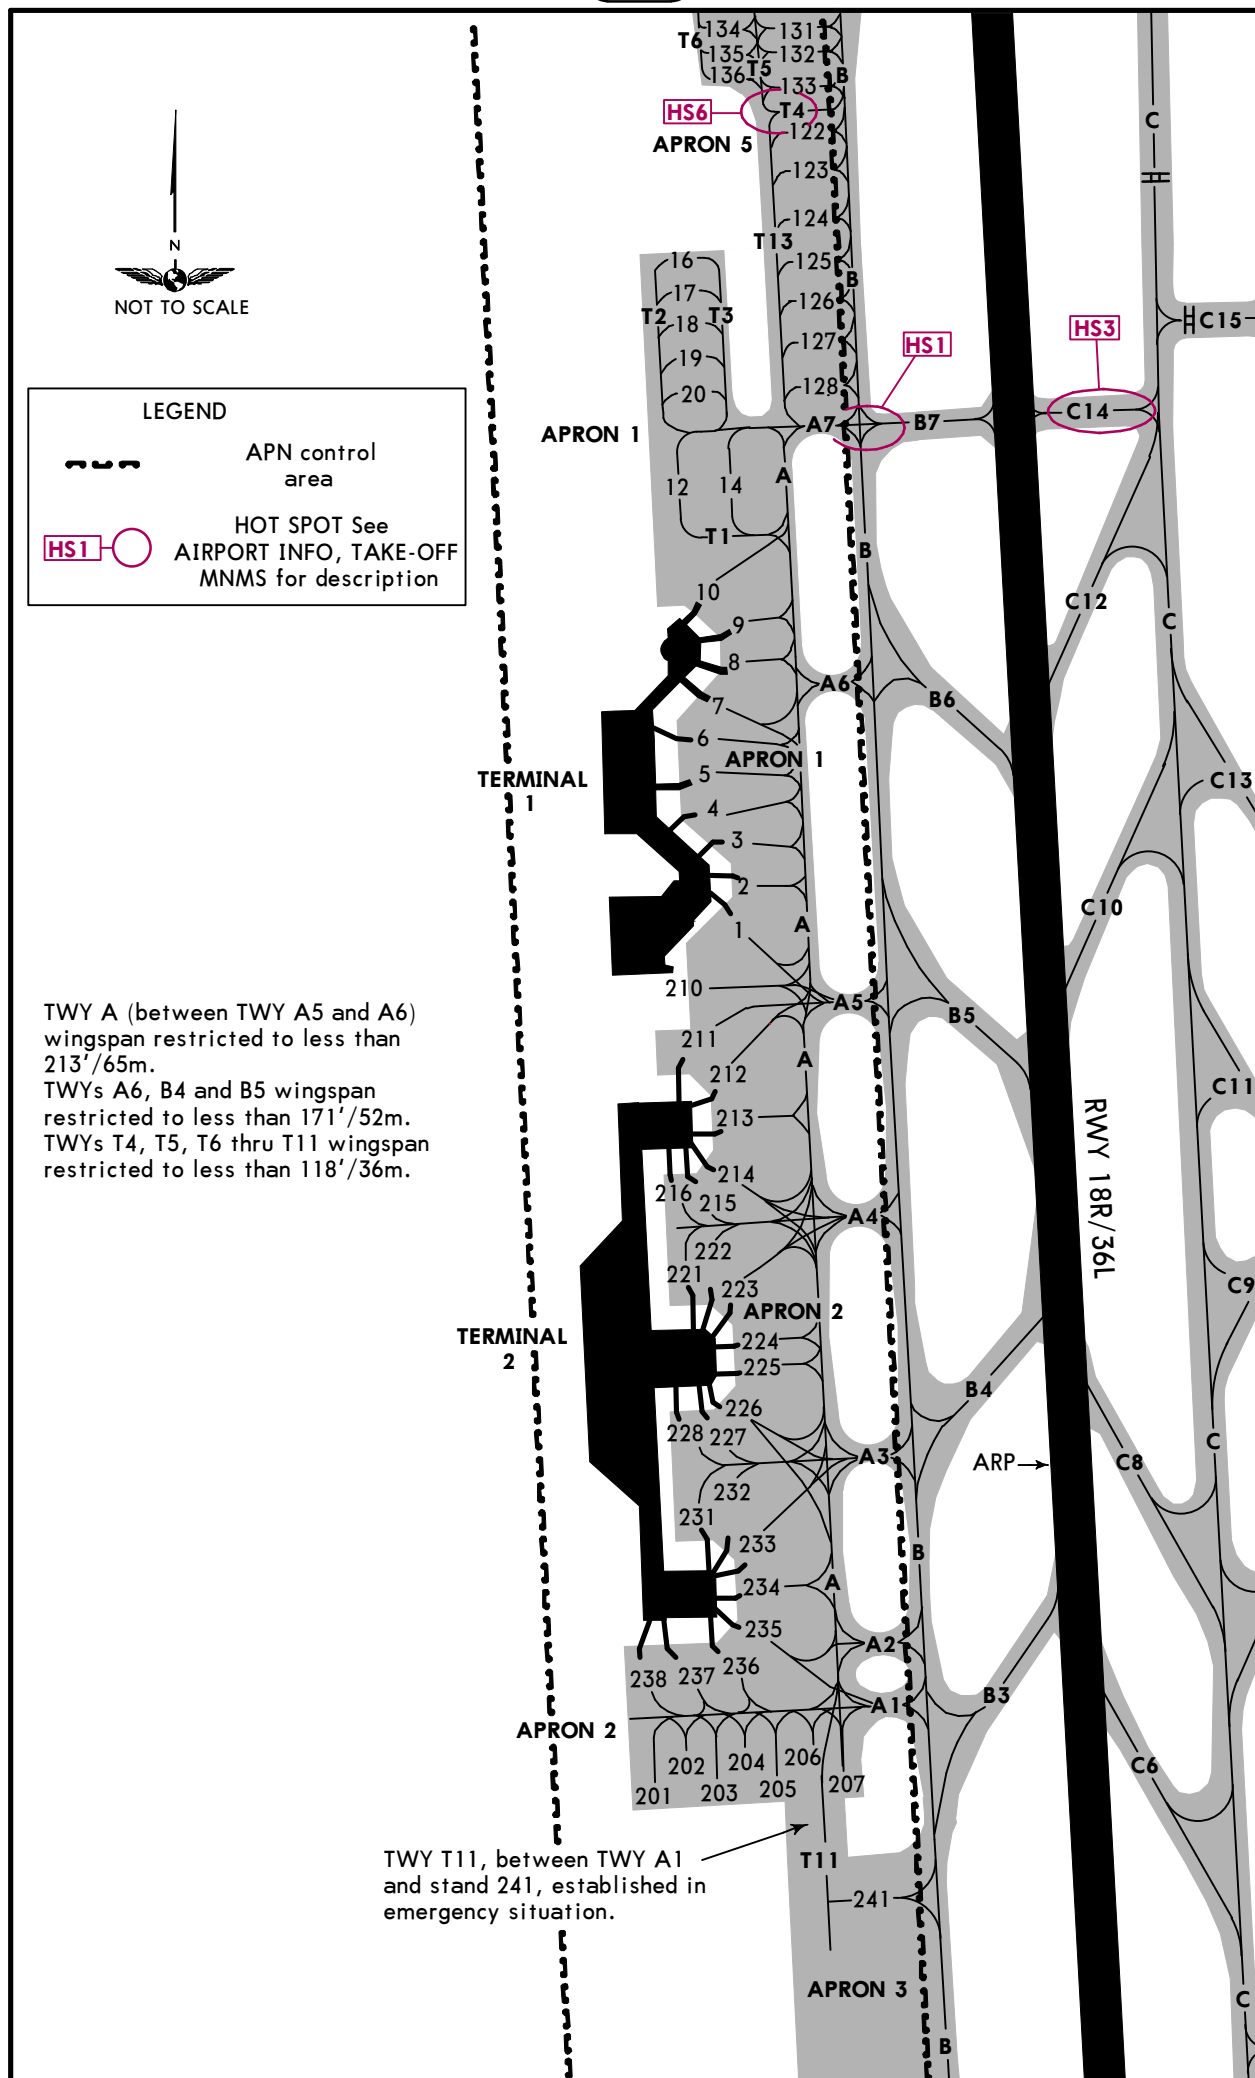 134
131
T6
135
T5
132
136
B
133
HS6
T4
122
C
APRON 5
123
124
T13
N
16
125
B
NOT TO SCALE
17
126
T2
T3
18
HS1
HS3
C15
127
19
128
20
LEGEND
A7
B7
C14
APRON 1
APN control
area
12
14
A
HS1
HOT SPOT See
AIRPORT INFO, TAKE-OFF
MNMS for description
T1
B
10
C12
9
C
8
A6
7
B6
6
APRON 1
TERMINAL
1
5
C13
4
3
2
C10
1
A
210
A5
B5
TWY A (between TWY A5 and A6)
wingspan restricted to less than
213'/65m.
TWYs A6, B4 and B5 wingspan
restricted to less than 171'/52m.
TWYs T4, T5, T6 thru T11 wingspan
restricted to less than 118'/36m.
211
A
212
C11
213
RWY 18R/36L
214
216
215
A4
222
221
223
C9
APRON 2
TERMINAL
2
224
225
B4
226
228
227
C
A3
ARP
C8
232
231
233
B
234
A
235
A2
238
237
236
B3
A1
APRON 2
202
204
206
C6
201
203
205
207
TWY T11, between TWY A1
and stand 241, established in
emergency situation.
T11
241
APRON 3
C
B